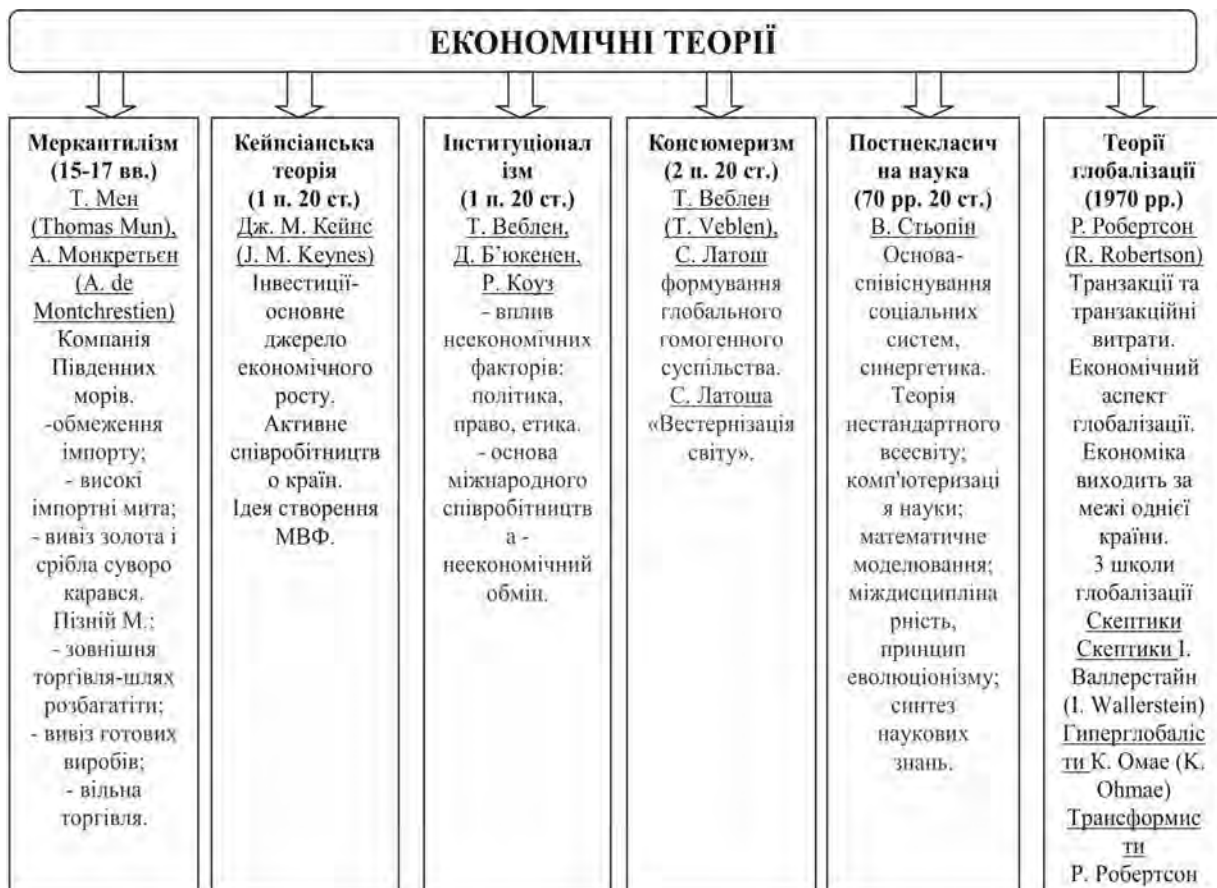 ЕКОНОМІЧНІ ТЕОРІЇ
Меркантилізм
(15-17 вв.)
Т. Мен
(Thomas Mun),
А. Монкретьєн
(A. de
Montchrestien)
Компанія
Південних
морів.
-обмеження
імпорту;
- високі
імпортні мита;
- вивіз золота і
срібла суворо
карався.
Пізній М.:
- зовнішня
торгівля-шлях
розбагатіти;
- вивіз готових
виробів;
- вільна
торгівля.
Кейнсіанська
теорія
(1 п. 20 ст.)
Дж. М. Кейнс
(J. M. Keynes)
Інвестиції-
основне
джерело
економічного
росту.
Активне
співробітництв
о країн.
Ідея створення
МВФ.
Інституціонал
ізм
(1 п. 20 ст.)
Т. Веблен,
Д. Б'юкенен,
Р. Коуз
- вплив
неекономічних
факторів:
політика,
право, етика.
- основа
міжнародного
співробітництв
а -
неекономічний
обмін.
Консюмеризм
(2 п. 20 ст.)
Т. Веблен
(T. Veblen),
С. Латош
формування
глобального
гомогенного
суспільства.
С. Латоша
«Вестернізація
світу».
Постнекласич
на наука
(70 рр. 20 ст.)
В. Стьопін
Основа-
співіснування
соціальних
систем,
синергетика.
Теорія
нестандартного
всесвіту;
комп'ютеризаці
я науки;
математичне
моделювання;
міждисципліна
рність,
принцип
еволюціонізму;
синтез
наукових
знань.
Теорії
глобалізації
(1970 рр.)
Р. Робертсон
(R. Robertson)
Транзакції та
транзакційні
витрати.
Економічний
аспект
глобалізації.
Економіка
виходить за
межі однієї
країни.
3 школи
глобалізації
Скептики
Скептики І.
Валлерстайн
(I. Wallerstein)
Гиперглобаліс
ти К. Омае (K.
Ohmae)
Трансформис
ти
Р. Робертсон